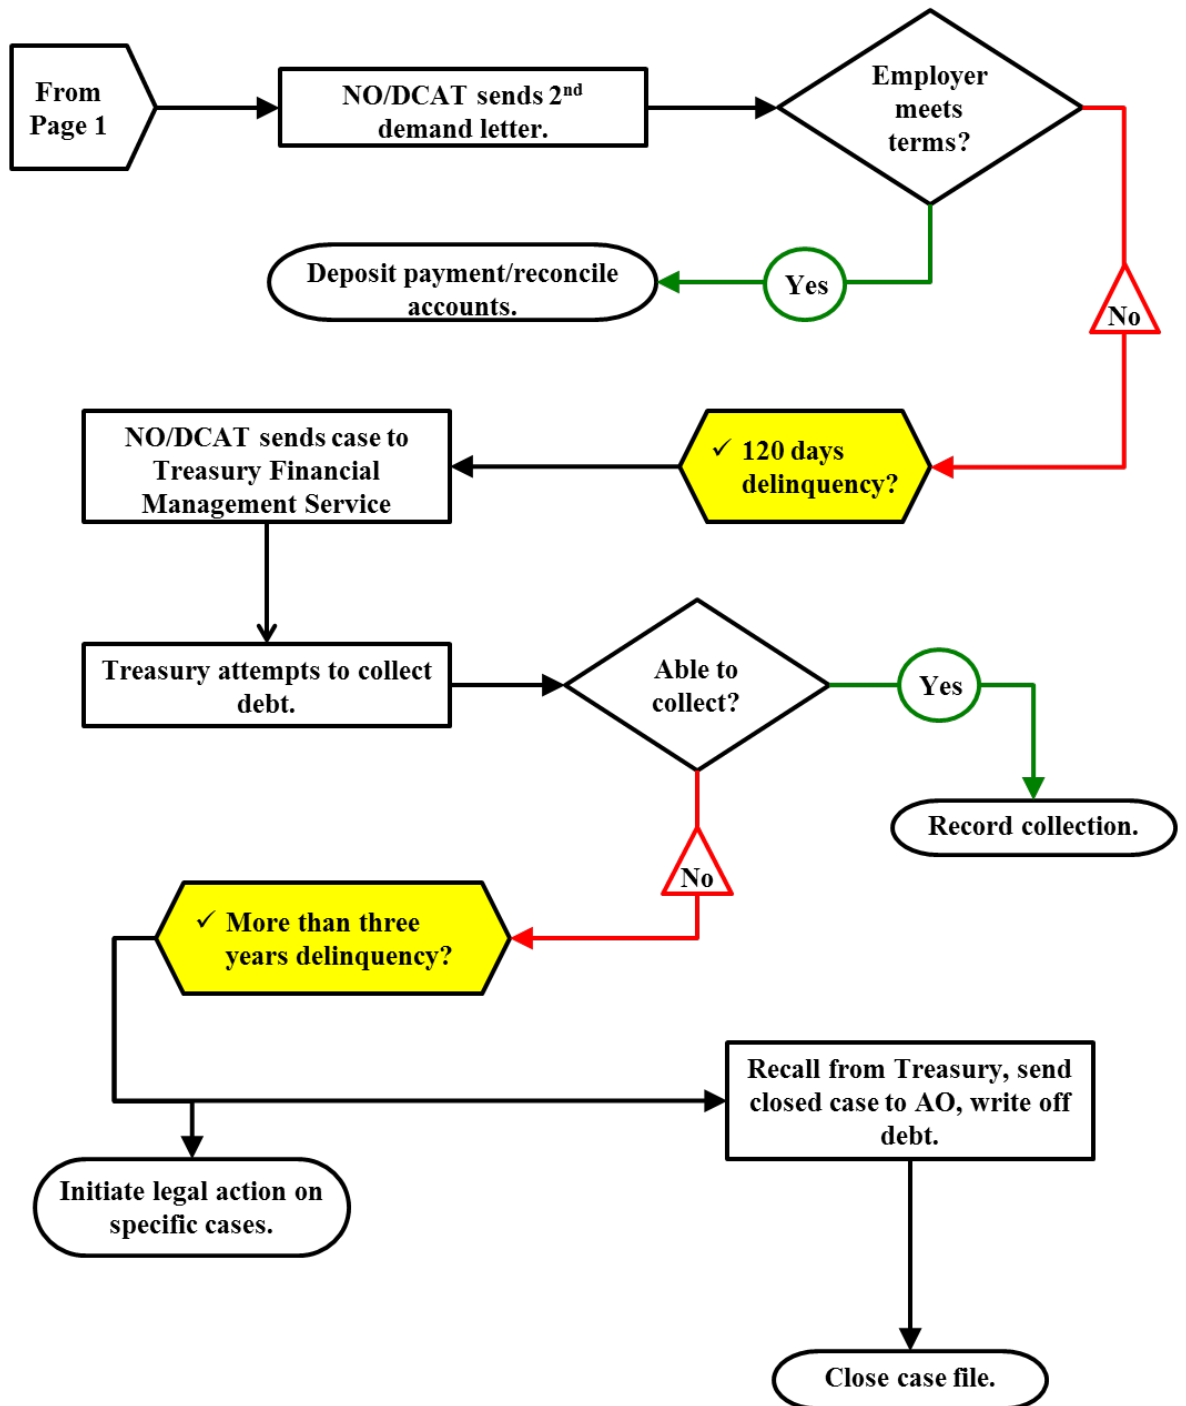 From
Page 1
NO/DCAT sends 2nd
demand letter.
Employer
meets
terms?
Deposit payment/reconcile
accounts.
Yes
No
NO/DCAT sends case to
Treasury Financial
Management Service
✓ 120 days
delinquency?
Treasury attempts to collect
debt.
Able to
collect?
Yes
Record collection.
No
✓ More than three
years delinquency?
Recall from Treasury, send
closed case to AO, write off
debt.
Initiate legal action on
specific cases.
Close case file.